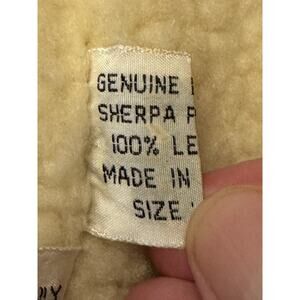 GENUINE
SHERPA P
100% LE
MADE IN
SIZE
"Y